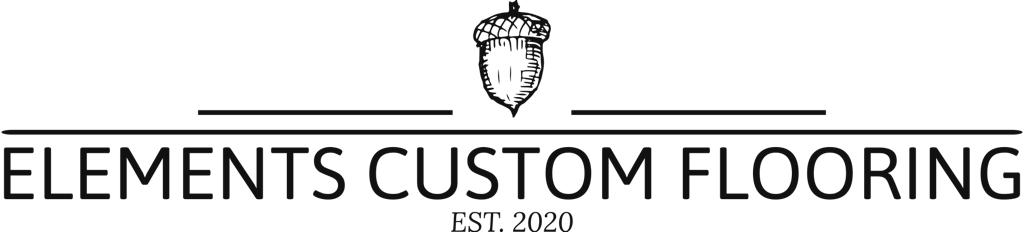 ELEMENTS CUSTOM FLOORING
EST. 2020